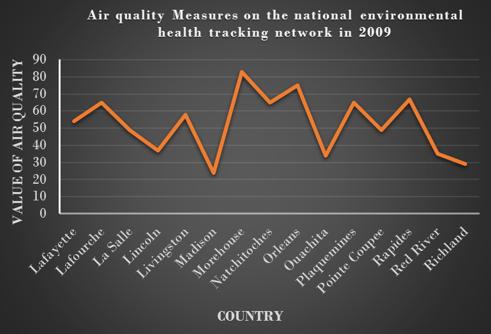 Air quality Measures on the national environmental
health tracking network in 2009
VALUE OF AIR QUALITY
90
80
70
60
50
40
30
20
10
0
Lafayette
Lafourche
La Salle
Lincoln
Livingston
Madison
Morehouse
Natchitoches
Orleans
Ouachita
Plaquemines
Pointe Coupee
Rapides
Red River
Richland
COUNTRY